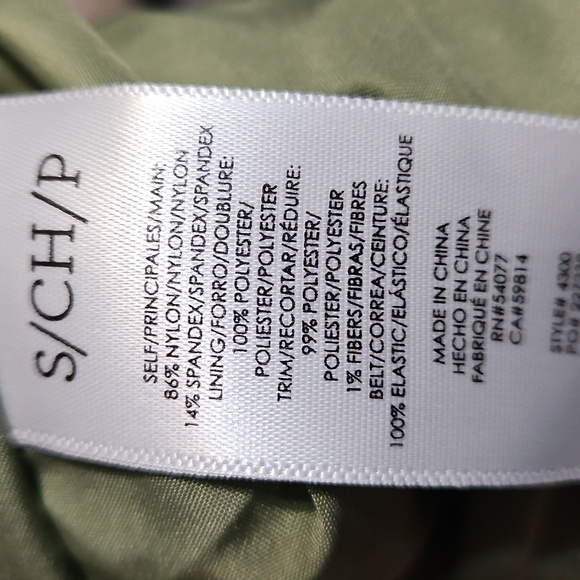 S/CH/P
SELF/PRINCIPALES/MAIN:
86% NYLON/NYLON/NYLON
14% SPANDEX/SPANDEX/SPANDEX
LINING/FORRO/DOUBLURE:
100% POLYESTER/
POLIESTER/POLYESTER
TRIM/RECORTAR/RÉDUIRE:
99% POLYESTER/
POLIESTER/POLYESTER
1% FIBERS/FIBRAS/FIBRES
BELT/CORREA/CEINTURE:
100% ELASTIC/ELÁSTICO/ÉLASTIQUE
MADE IN CHINA
HECHO EN CHINA
FABRIQUÉ EN CHINE
RN#54077
CA#59814
STYLE# 4300
PO#